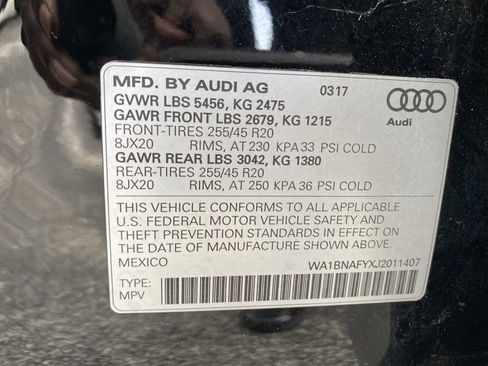 MFD. BY AUDI AG 0317
GVWR LBS 5456, KG 2475
GAWR FRONT LBS 2679, KG 1215
FRONT-TIRES 255/45 R20
8JX20 RIMS, AT 230 KPA 33 PSI COLD
GAWR REAR LBS 3042, KG 1380
REAR-TIRES 255/45 R20
8JX20 RIMS, AT 250 KPA 36 PSI COLD
Audi
THIS VEHICLE CONFORMS TO ALL APPLICABLE
U.S. FEDERAL MOTOR VEHICLE SAFETY AND
THEFT PREVENTION STANDARDS IN EFFECT ON
THE DATE OF MANUFACTURE SHOWN ABOVE.
MEXICO WA1BNAFYXJ2011407
TYPE:
MPV